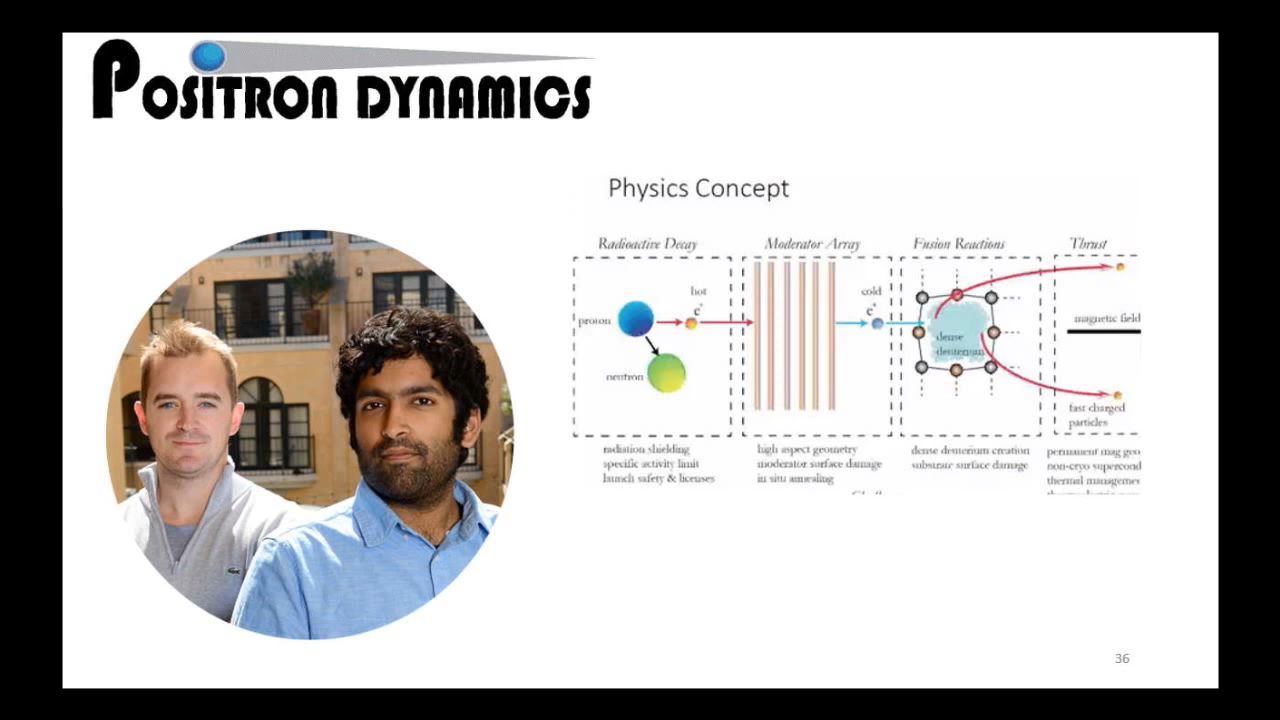 POSITRON DYNAMICS
Physics Concept
Radioactive Decay
Moderator Array
Fusion Reactions
Thrust
hot
e+
cold
e+
proton
neutron
dense
deuterium
magnetic field
fast charged
particles
radiation shielding
specific activity limit
launch safety & licenses
high aspect geometry
moderator surface damage
in situ annealing
dense deuterium creation
substrate surface damage
permanent mag geo
non-cryo supercond
thermal managemen
36